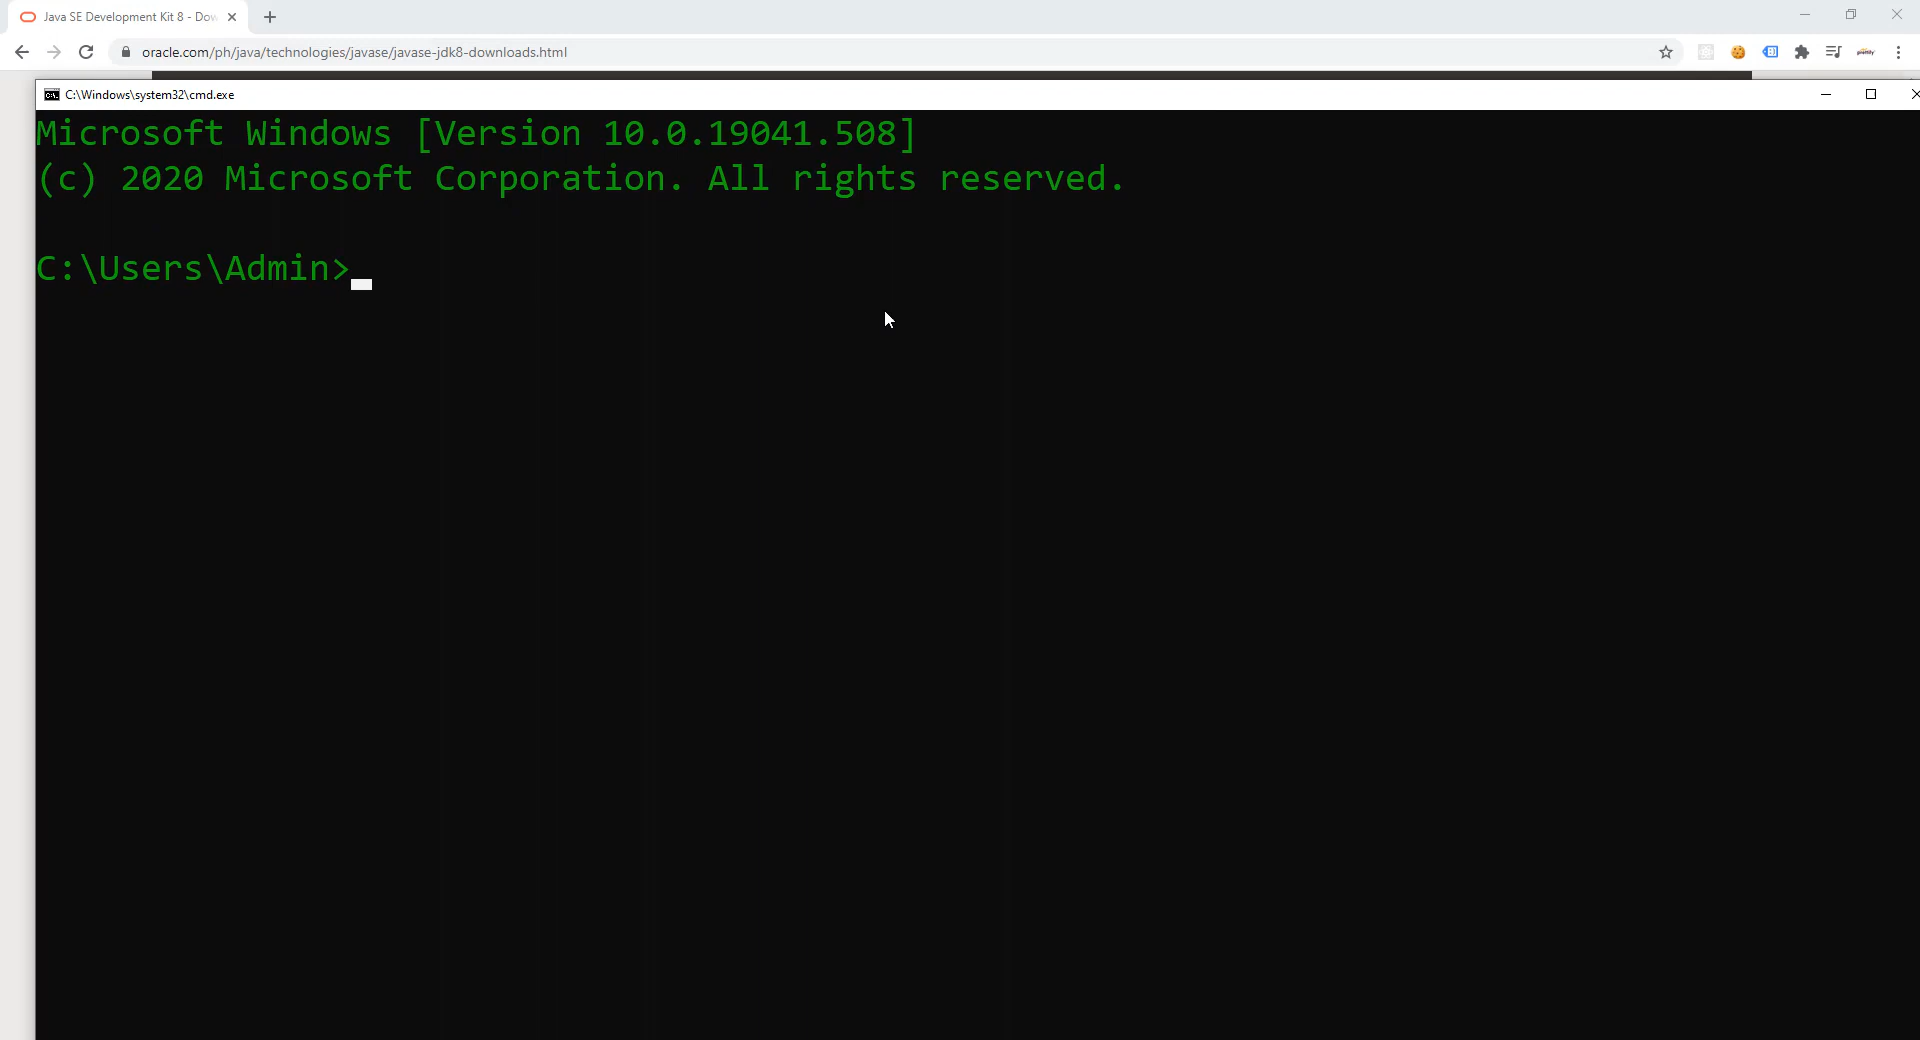 Java SE Development Kit 8 - Dow
oracle.com/ph/java/technologies/javase/javase-jdk8-downloads.html
C:\Windows\system32\cmd.exe
Microsoft Windows [Version 10.0.19041.508]
(c) 2020 Microsoft Corporation. All rights reserved.
C:\Users\Admin>